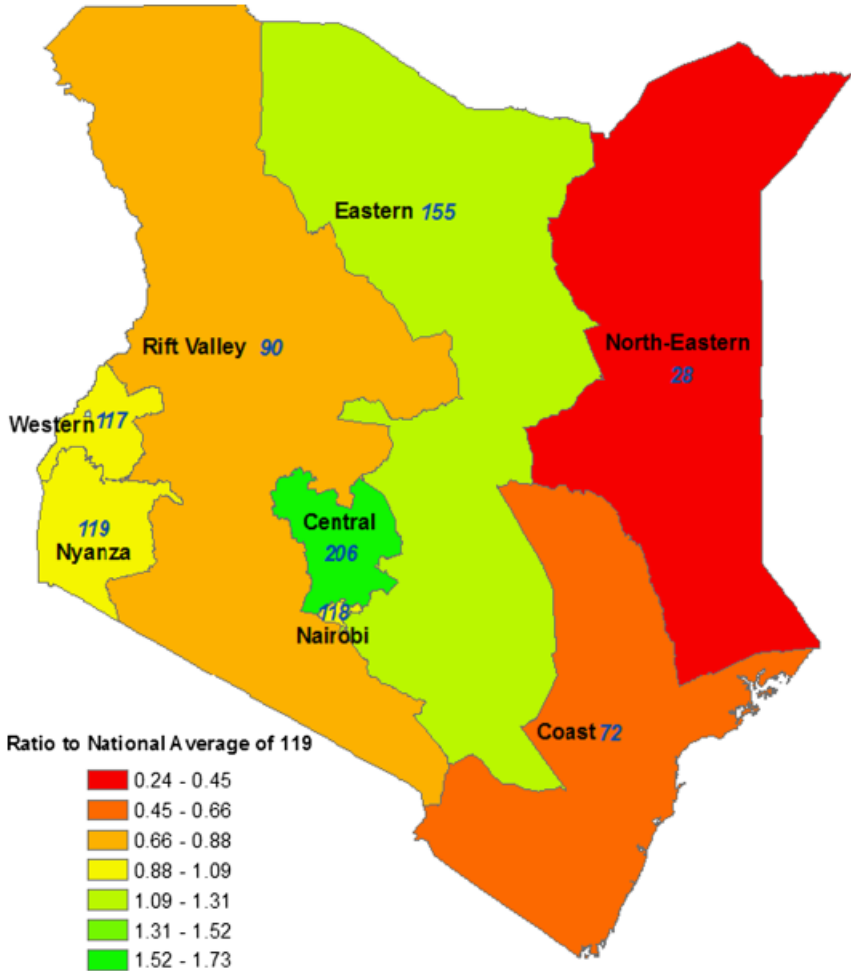 Eastern 155
Rift Valley 90
North-Eastern
28
Western 117
119
Nyanza
Central
206
118
Nairobi
Coast 72
Ratio to National Average of 119
0.24 - 0.45
0.45 - 0.66
0.66 - 0.88
0.88 - 1.09
1.09 - 1.31
1.31 - 1.52
1.52 - 1.73